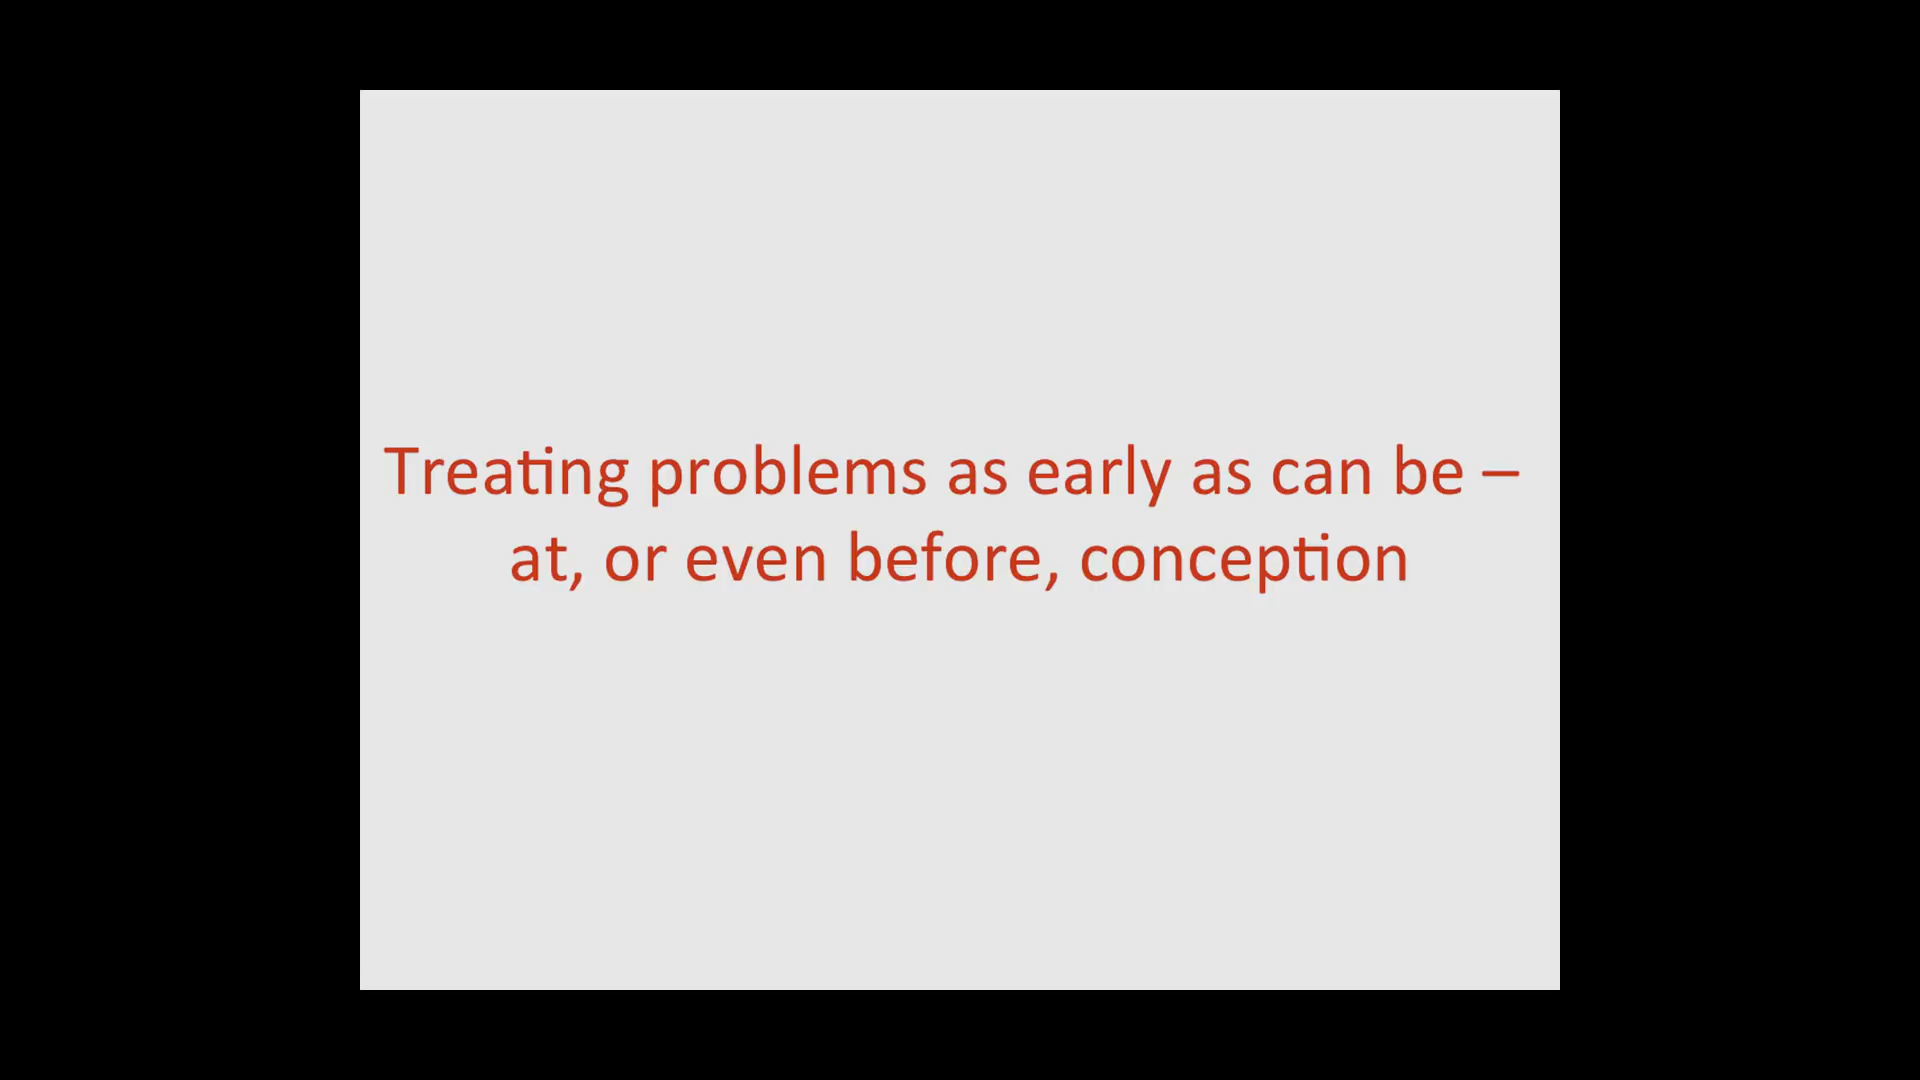 Treating problems as early as can be –
at, or even before, conception